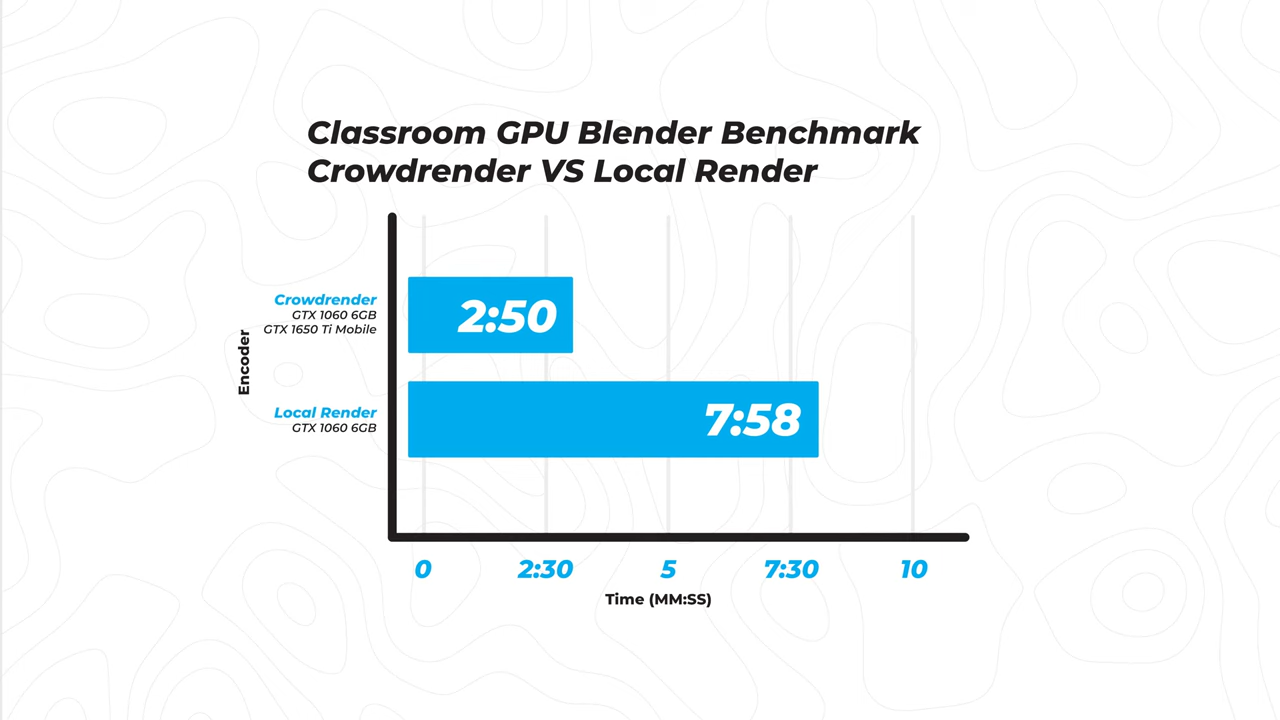 Classroom GPU Blender Benchmark
Crowdrender VS Local Render
Encoder
Crowdrender
GTX 1060 6GB
GTX 1650 Ti Mobile
2:50
Local Render
GTX 1060 6GB
7:58
0 2:30 5 7:30 10
Time (MM:SS)